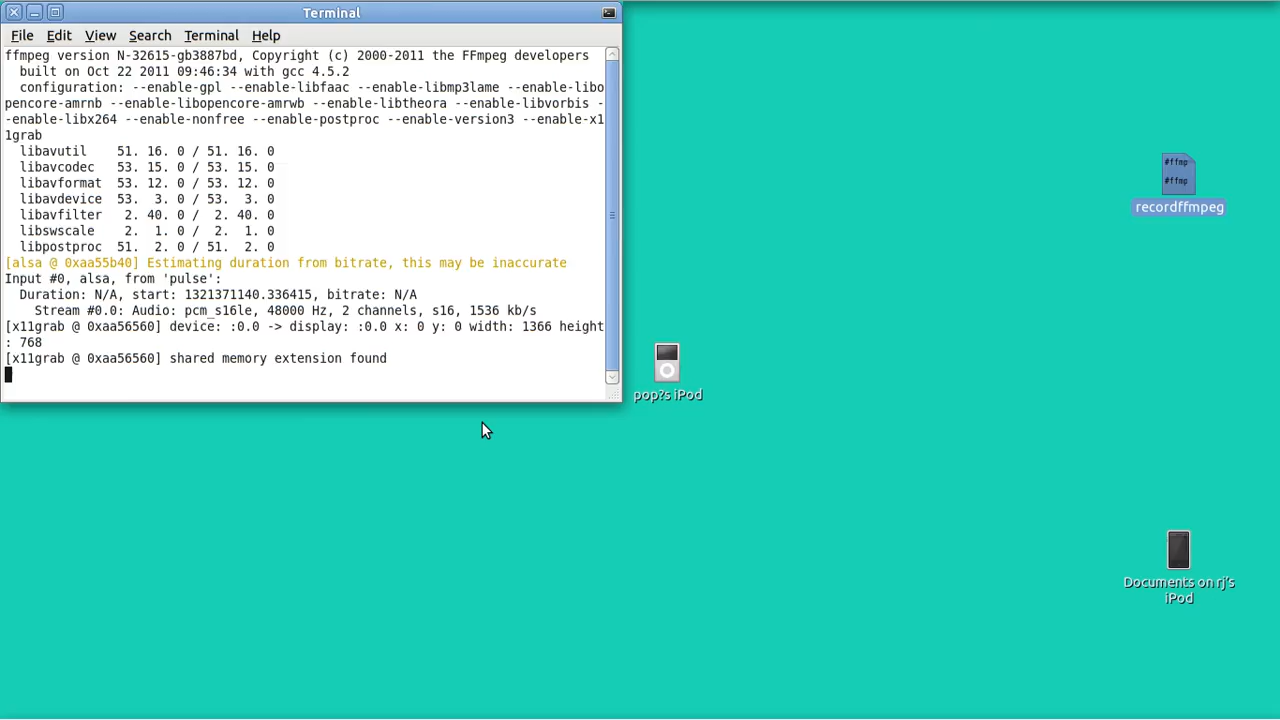 Terminal
File Edit View Search Terminal Help
ffmpeg version N-32615-gb3887bd, Copyright (c) 2000-2011 the FFmpeg developers
  built on Oct 22 2011 09:46:34 with gcc 4.5.2
  configuration: --enable-gpl --enable-libfaac --enable-libmp3lame --enable-libo
pencore-amrnb --enable-libopencore-amrwb --enable-libtheora --enable-libvorbis -
-enable-libx264 --enable-nonfree --enable-postproc --enable-version3 --enable-x1
1grab
  libavutil    51. 16. 0 / 51. 16. 0
  libavcodec   53. 15. 0 / 53. 15. 0
  libavformat  53. 12. 0 / 53. 12. 0
  libavdevice  53.  3. 0 / 53.  3. 0
  libavfilter   2. 40. 0 /  2. 40. 0
  libswscale    2.  1. 0 /  2.  1. 0
  libpostproc  51.  2. 0 / 51.  2. 0
[alsa @ 0xaa55b40] Estimating duration from bitrate, this may be inaccurate
Input #0, alsa, from 'pulse':
  Duration: N/A, start: 1321371140.336415, bitrate: N/A
    Stream #0.0: Audio: pcm_s16le, 48000 Hz, 2 channels, s16, 1536 kb/s
[x11grab @ 0xaa56560] device: :0.0 -> display: :0.0 x: 0 y: 0 width: 1366 height
: 768
[x11grab @ 0xaa56560] shared memory extension found
#ffmp
#ffmp
recordffmpeg
pop?s iPod
Documents on rj's
iPod